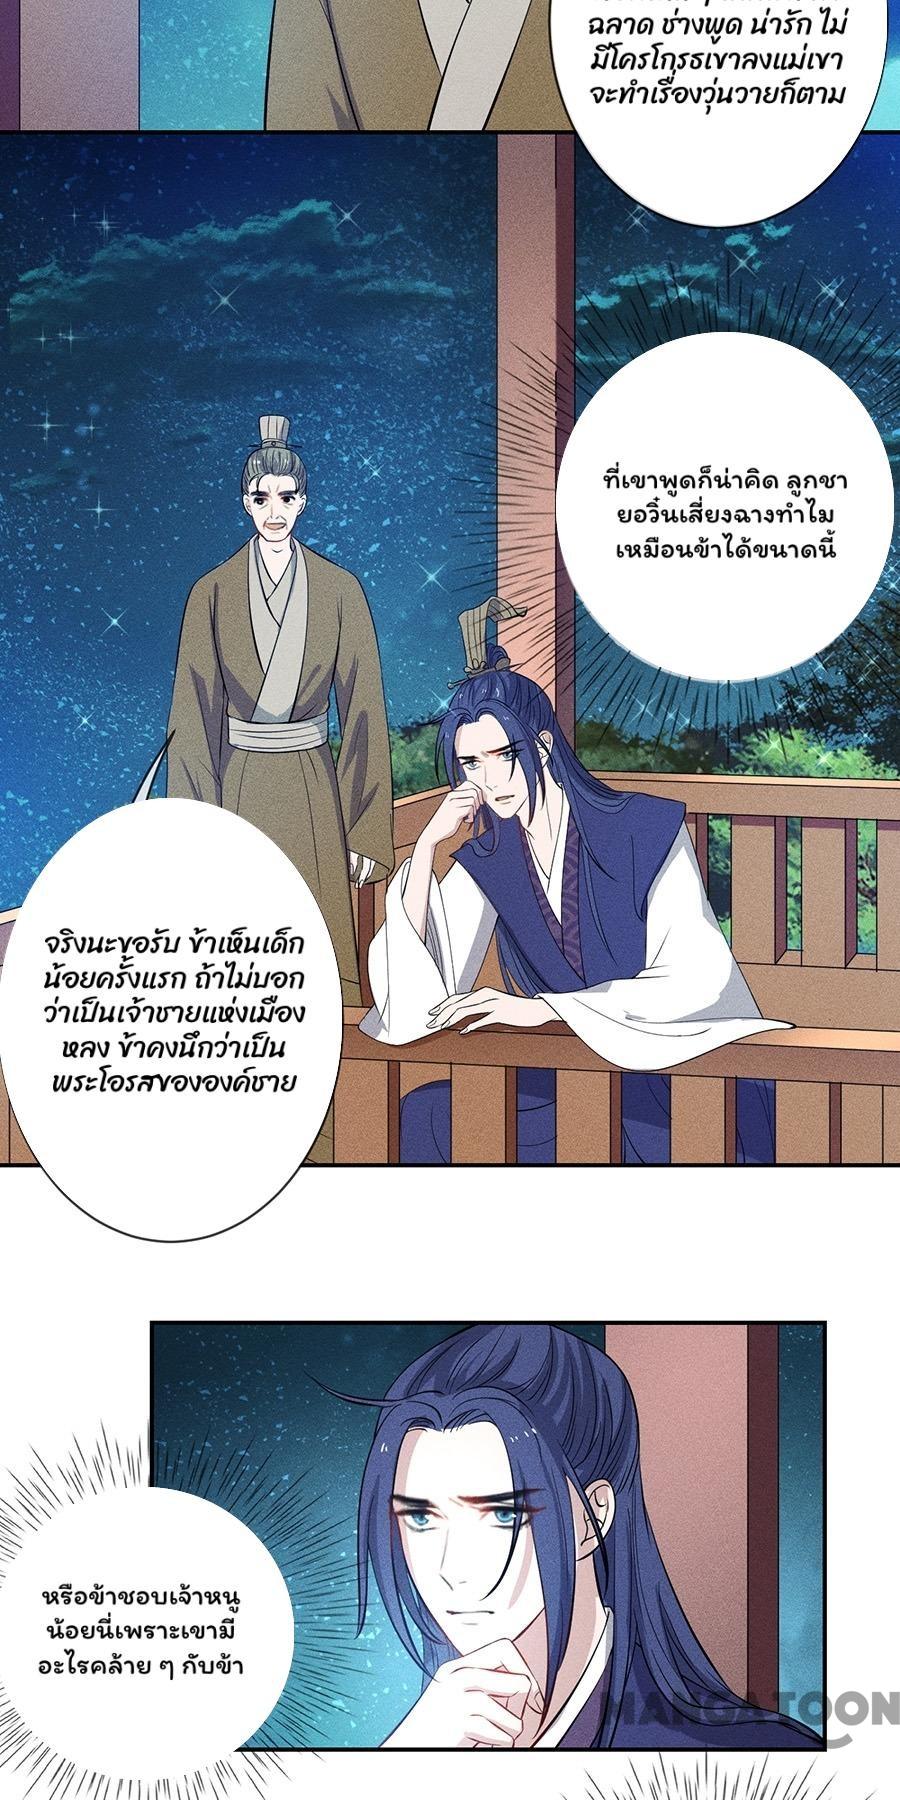 ฉลาด ช่างพูด น่ารัก ไม่
มีใครโกรธเขาลงแม้เขา
จะทำเรื่องวุ่นวายก็ตาม
ที่เขาพูดก็น่าคิด ลูกชา
ยอวิ๋นเสี่ยงฉางทำไม
เหมือนข้าได้ขนาดนี้
จริงนะขอรับ ข้าเห็นเด็ก
น้อยครั้งแรก ถ้าไม่บอก
ว่าเป็นเจ้าชายแห่งเมือง
หลง ข้าคงนึกว่าเป็น
พระโอรสขององค์ชาย
หรือข้าชอบเจ้าหนู
น้อยนี่เพราะเขามี
อะไรคล้าย ๆ กับข้า
MANGATOON